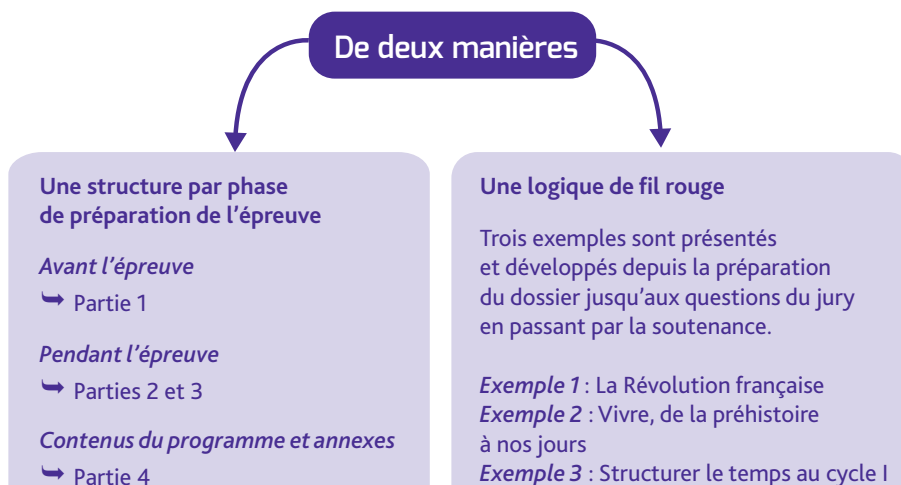 De deux manières
Une structure par phase
de préparation de l'épreuve
Avant l'épreuve
➥ Partie 1
Pendant l'épreuve
➥ Parties 2 et 3
Contenus du programme et annexes
➥ Partie 4
Une logique de fil rouge
Trois exemples sont présentés
et développés depuis la préparation
du dossier jusqu'aux questions du jury
en passant par la soutenance.
Exemple 1 : La Révolution française
Exemple 2 : Vivre, de la préhistoire
à nos jours
Exemple 3 : Structurer le temps au cycle I